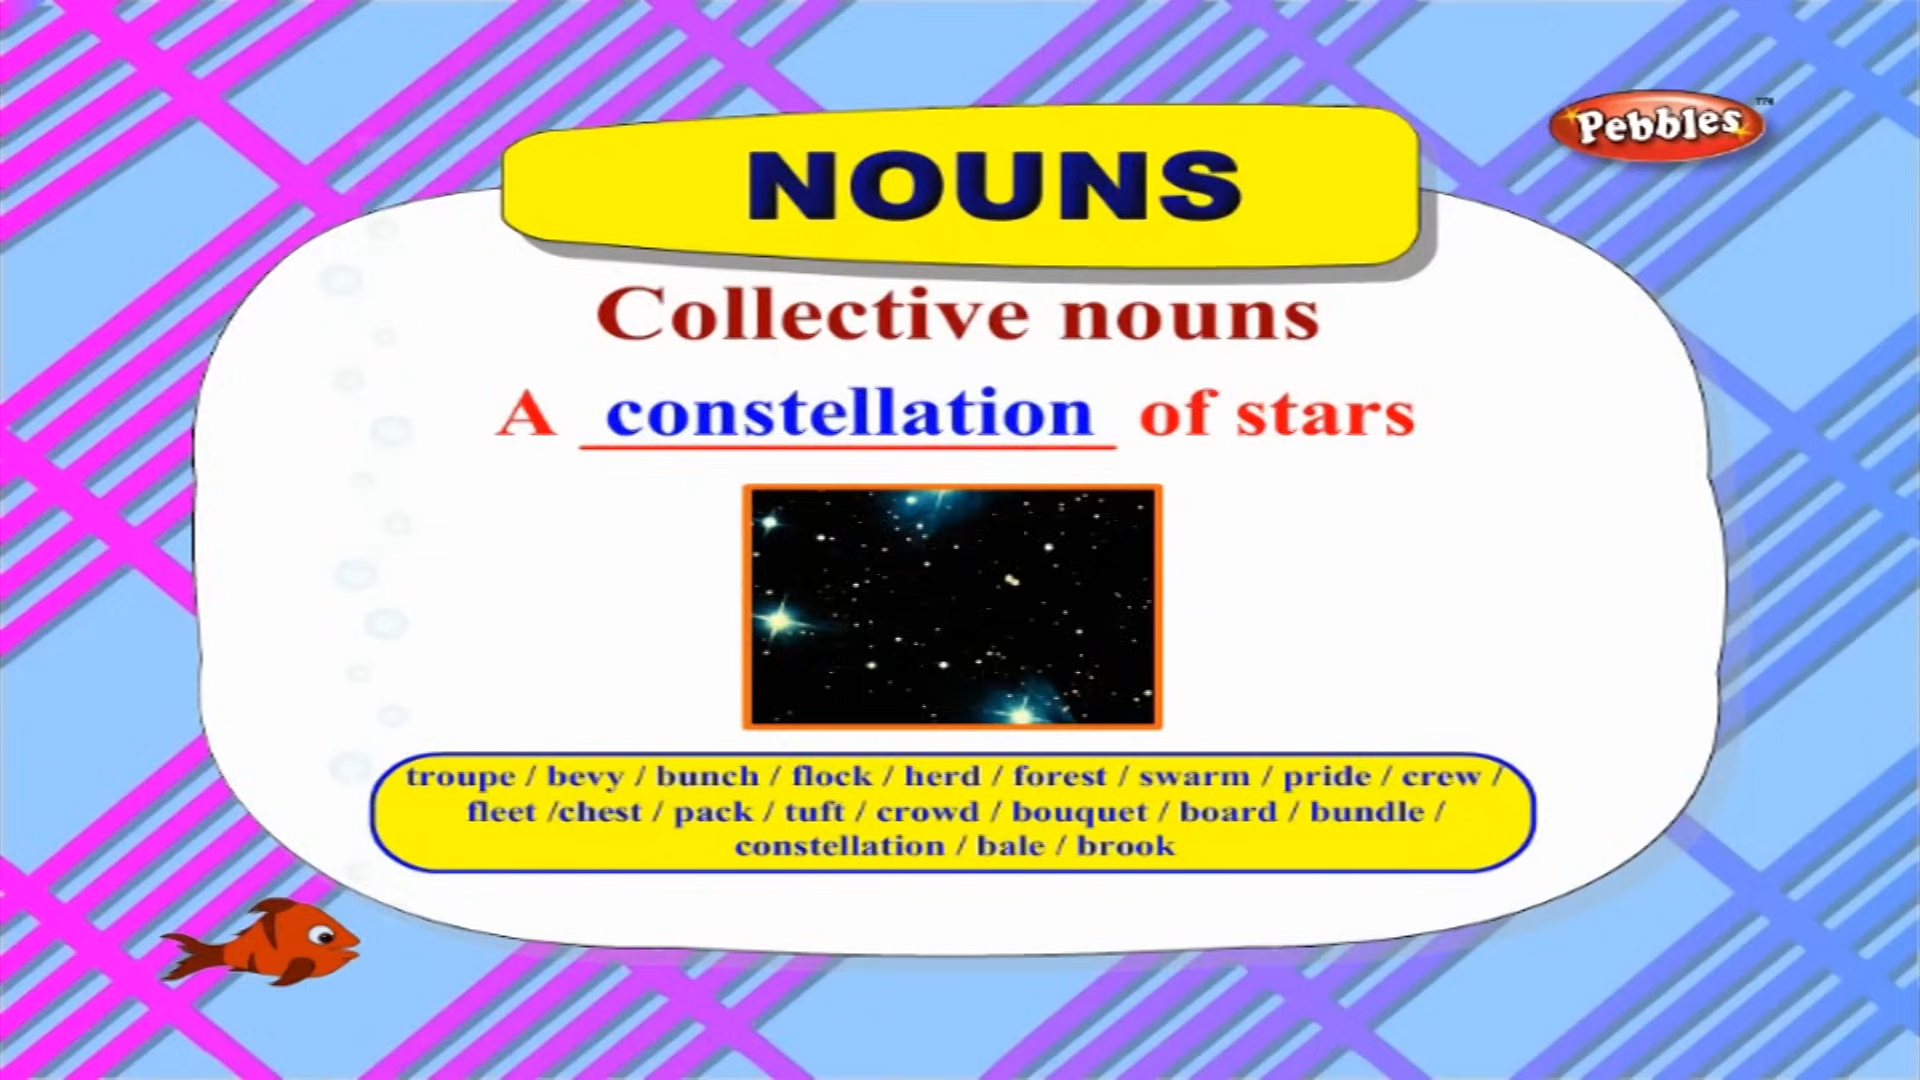 Pebbles™
NOUNS
Collective nouns
A constellation of stars
troupe / bevy / bunch / flock / herd / forest / swarm / pride / crew /
fleet /chest / pack / tuft / crowd / bouquet / board / bundle /
constellation / bale / brook